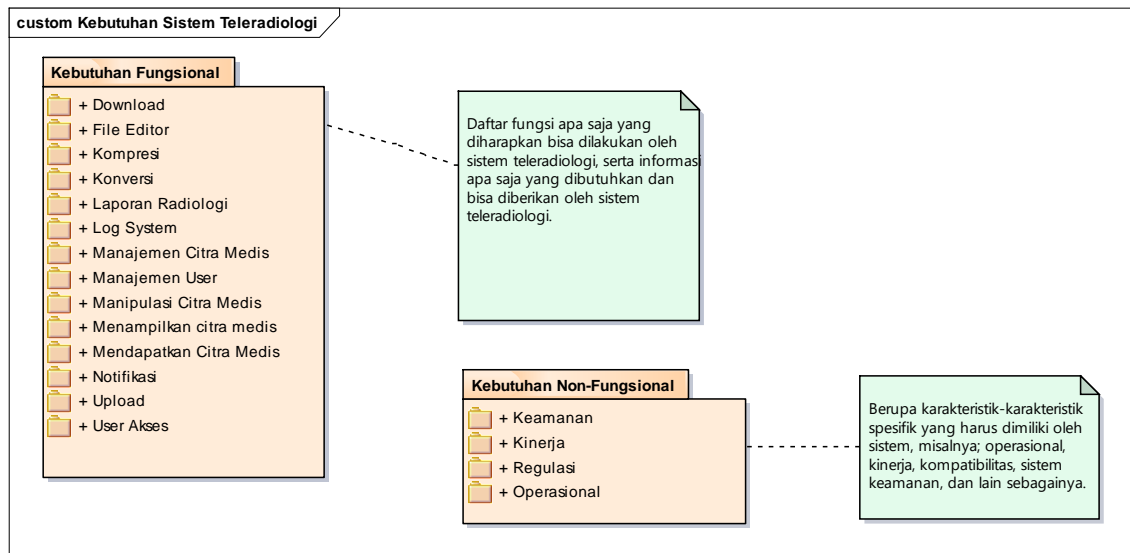 custom Kebutuhan Sistem Teleradiologi
Kebutuhan Fungsional
+ Download
+ File Editor
+ Kompresi
+ Konversi
+ Laporan Radiologi
+ Log System
+ Manajemen Citra Medis
+ Manajemen User
+ Manipulasi Citra Medis
+ Menampilkan citra medis
+ Mendapatkan Citra Medis
+ Notifikasi
+ Upload
+ User Akses
Daftar fungsi apa saja yang
diharapkan bisa dilakukan oleh
sistem teleradiologi, serta informasi
apa saja yang dibutuhkan dan
bisa diberikan oleh sistem
teleradiologi.
Kebutuhan Non-Fungsional
+ Keamanan
+ Kinerja
+ Regulasi
+ Operasional
Berupa karakteristik-karakteristik
spesifik yang harus dimiliki oleh
sistem, misalnya; operasional,
kinerja, kompatibilitas, sistem
keamanan, dan lain sebagainya.